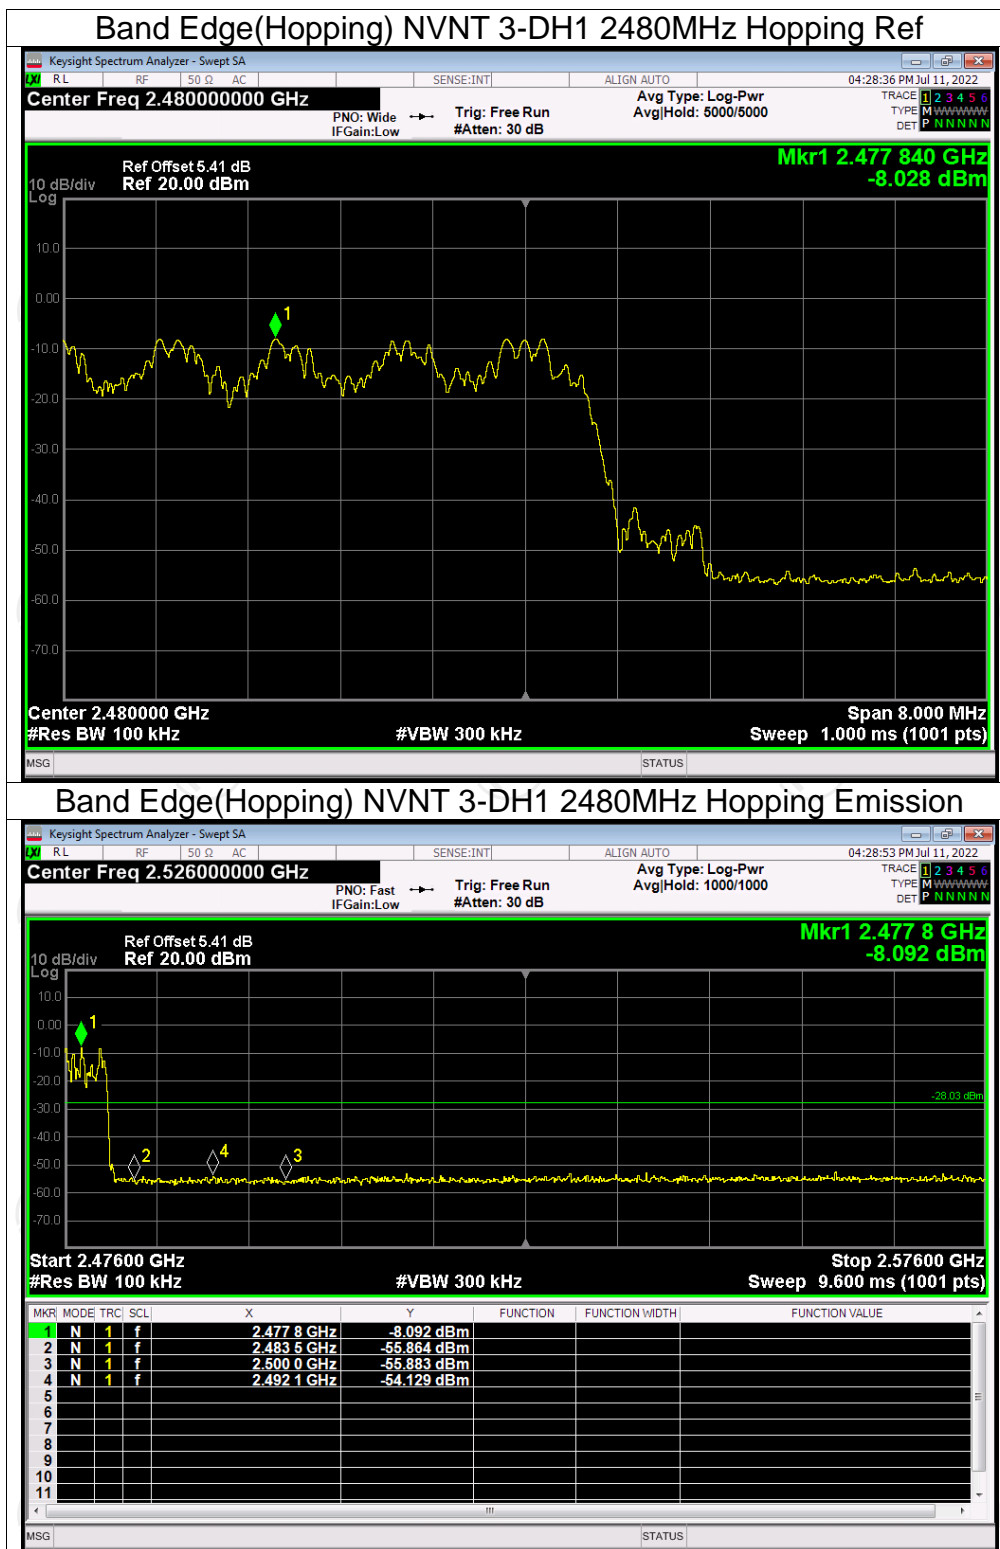 Band Edge(Hopping) NVNT 3-DH1 2480MHz Hopping Ref
Keysight Spectrum Analyzer - Swept SA
LXI RL RF 50 Ω AC SENSE:INT ALIGN AUTO 04:28:36 PM Jul 11, 2022
Center Freq 2.480000000 GHz Avg Type: Log-Pwr TRACE 1 2 3 4 5 6
PNO: Wide Trig: Free Run Avg|Hold: 5000/5000 TYPE M WWWWW
IFGain:Low #Atten: 30 dB DET P N N N N N
Mkr1 2.477 840 GHz
Ref Offset 5.41 dB -8.028 dBm
10 dB/div Ref 20.00 dBm
Log
10.0
0.00
1
-10.0
-20.0
-30.0
-40.0
-50.0
-60.0
-70.0
Center 2.480000 GHz Span 8.000 MHz
#Res BW 100 kHz #VBW 300 kHz Sweep 1.000 ms (1001 pts)
MSG STATUS
Band Edge(Hopping) NVNT 3-DH1 2480MHz Hopping Emission
Keysight Spectrum Analyzer - Swept SA
LXI RL RF 50 Ω AC SENSE:INT ALIGN AUTO 04:28:53 PM Jul 11, 2022
Center Freq 2.526000000 GHz Avg Type: Log-Pwr TRACE 1 2 3 4 5 6
PNO: Fast Trig: Free Run Avg|Hold: 1000/1000 TYPE M WWWWW
IFGain:Low #Atten: 30 dB DET P N N N N N
Mkr1 2.477 8 GHz
Ref Offset 5.41 dB -8.092 dBm
10 dB/div Ref 20.00 dBm
Log
10.0
0.00 1
-10.0
-20.0
-28.03 dBm
-30.0
-40.0
-50.0 2 4 3
-60.0
-70.0
Start 2.47600 GHz Stop 2.57600 GHz
#Res BW 100 kHz #VBW 300 kHz Sweep 9.600 ms (1001 pts)
MKR MODE TRC SCL X Y FUNCTION FUNCTION WIDTH FUNCTION VALUE
1 N 1 f 2.477 8 GHz -8.092 dBm
2 N 1 f 2.483 5 GHz -55.864 dBm
3 N 1 f 2.500 0 GHz -55.883 dBm
4 N 1 f 2.492 1 GHz -54.129 dBm
5
6
7
8
9
10
11
MSG STATUS